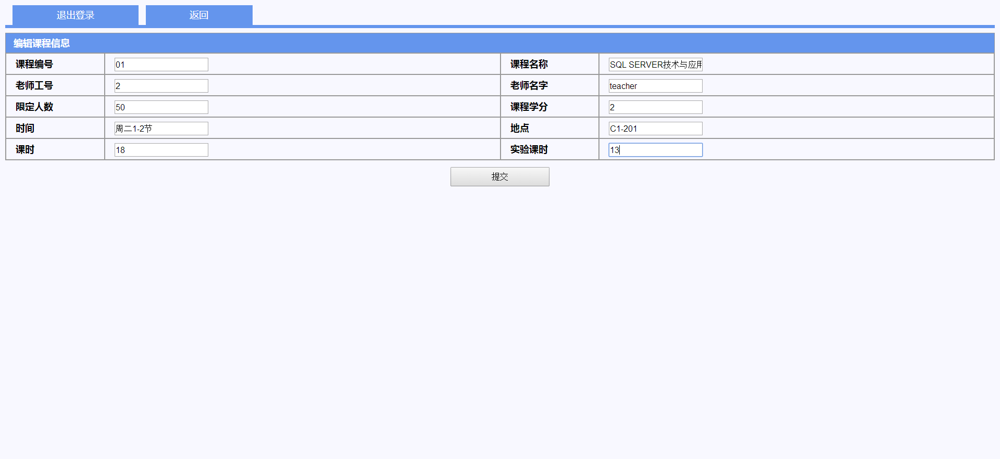 退出登录 返回
编辑课程信息
课程编号 01 课程名称 SQL SERVER技术与应用
老师工号 2 老师名字 teacher
限定人数 50 课程学分 2
时间 周二1-2节 地点 C1-201
课时 18 实验课时 13
提交